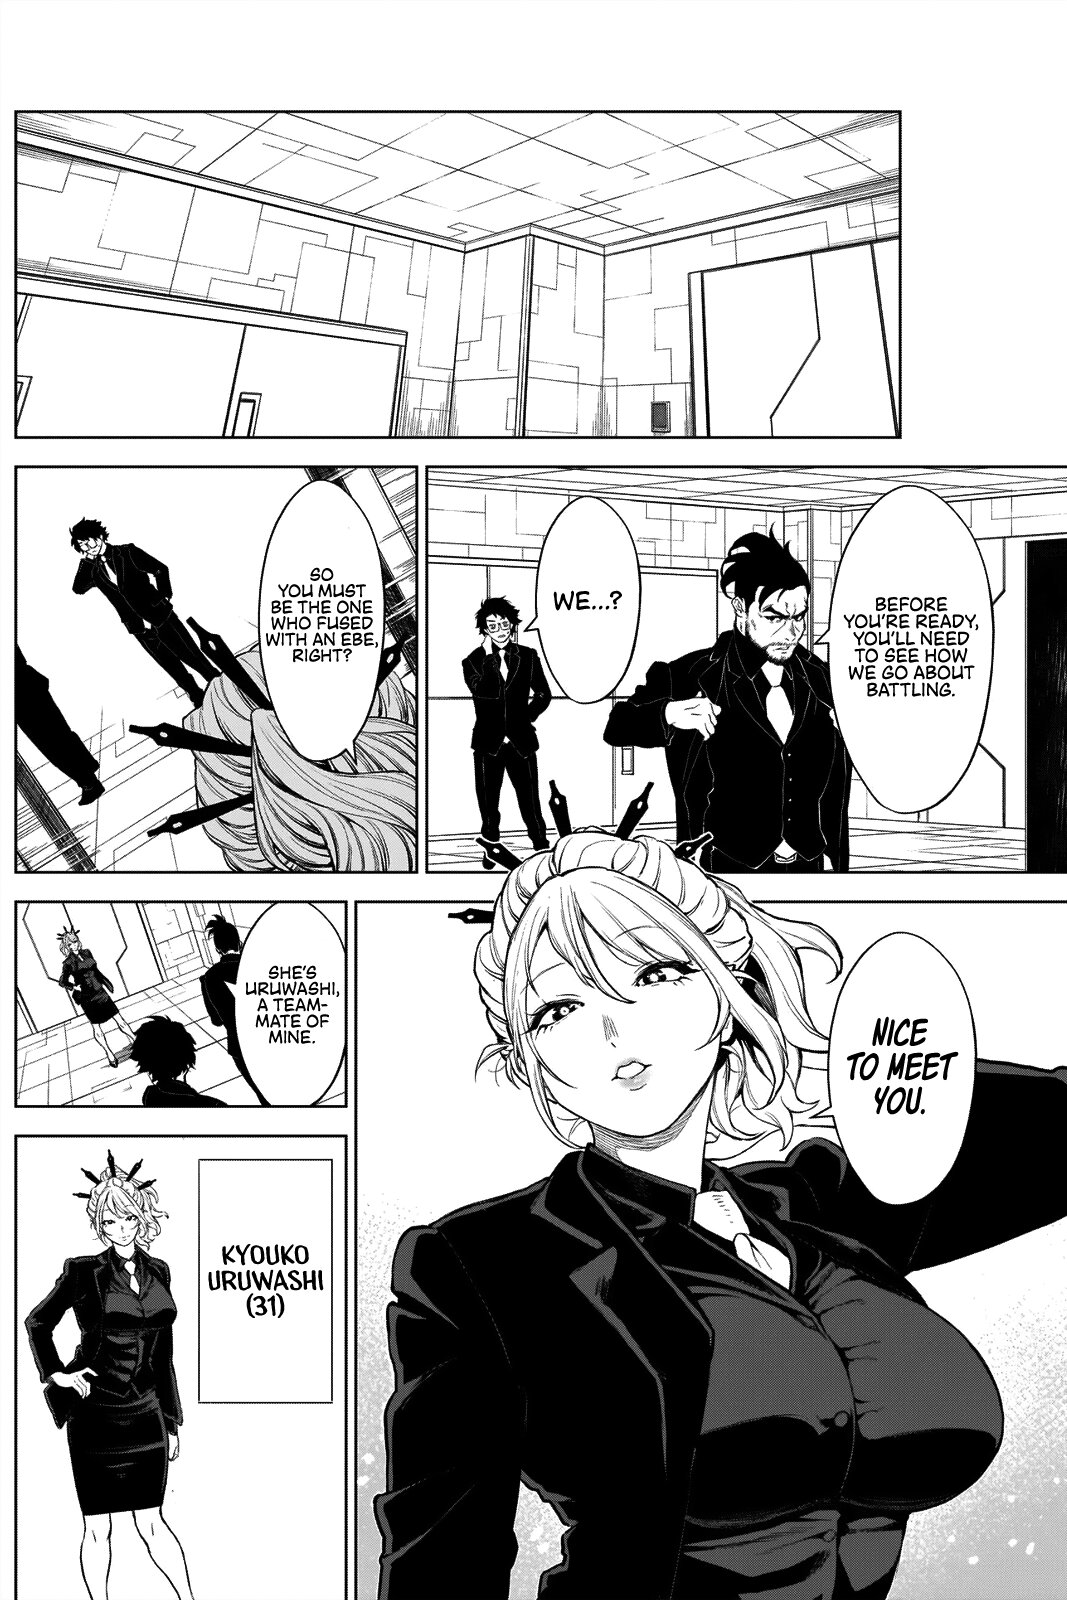 BEFORE
YOU'RE READY,
YOU'LL NEED
TO SEE HOW
WE GO ABOUT
BATTLING.
WE...?
SO
YOU MUST
BE THE ONE
WHO FUSED
WITH AN EBE,
RIGHT?
NICE
TO MEET
YOU.
SHE'S
URUWASHI,
A TEAM-
MATE OF
MINE.
KYOUKO
URUWASHI
(31)